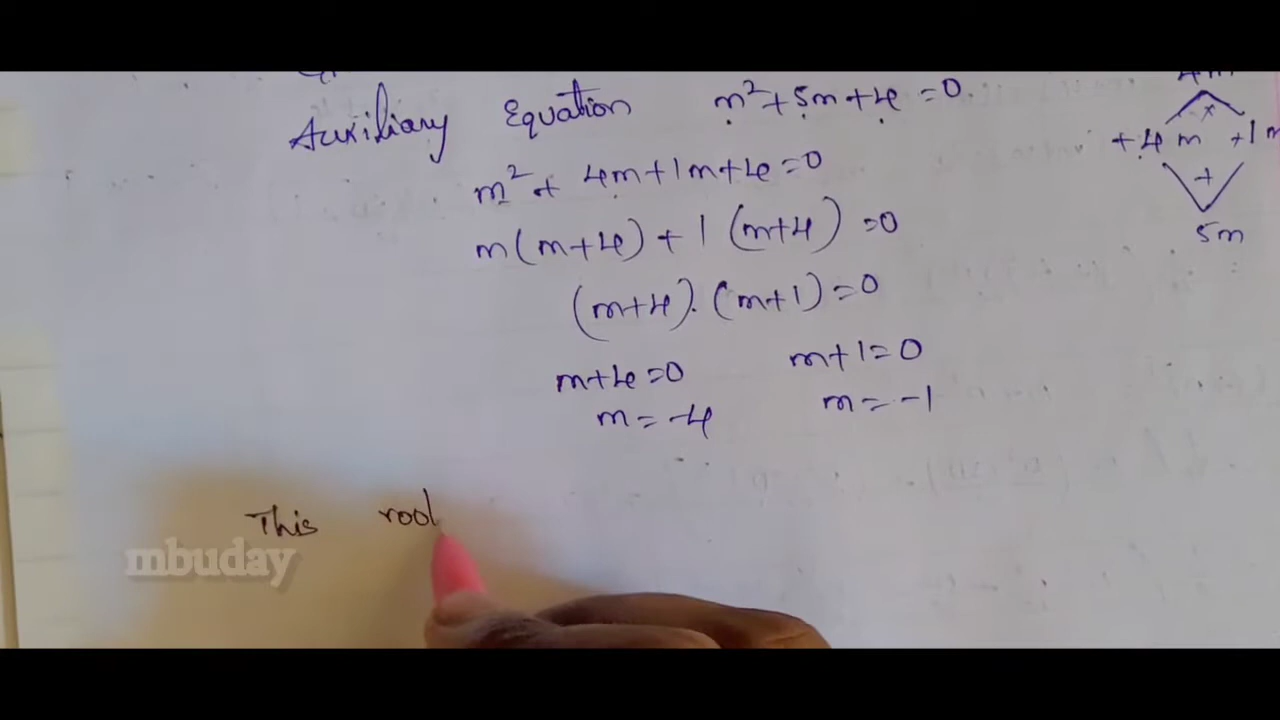 Auxiliary Equation m²+5m+4=0
m²+4m+1m+4=0
m(m+4)+1(m+4)=0
(m+4).(m+1)=0
m+4=0 m+1=0
m=-4 m=-1
+4m +1m
×
+
5m
This root
mbuday